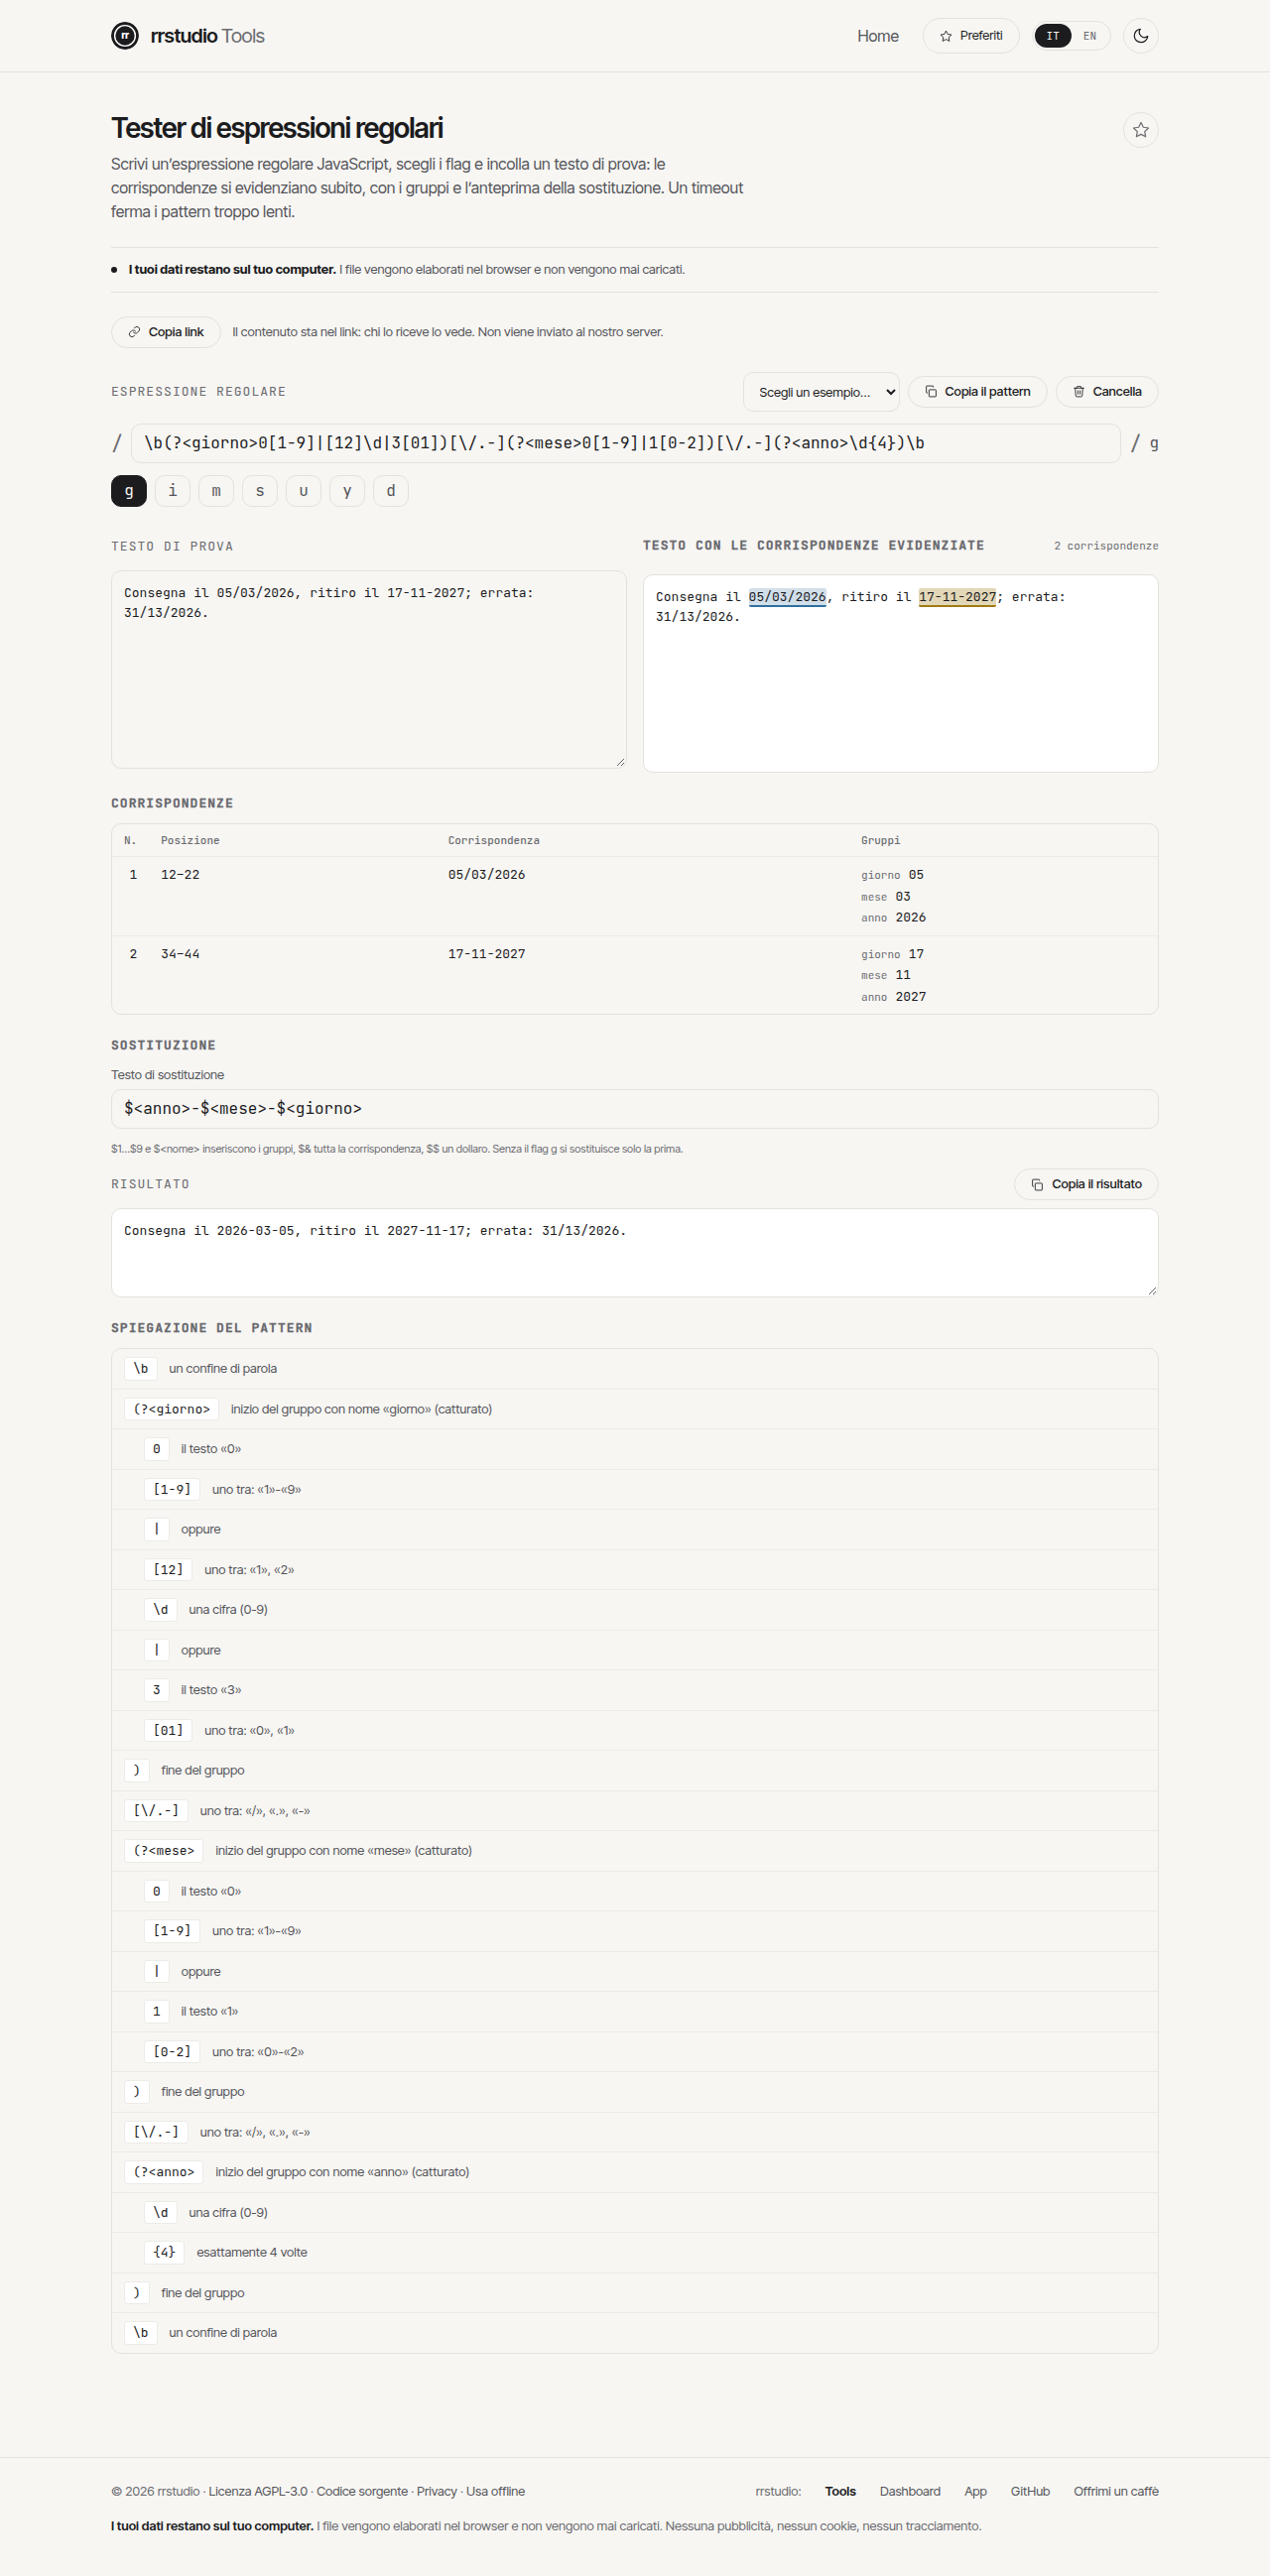 rr rrstudio Tools
Home
Preferiti
IT EN
Tester di espressioni regolari
Scrivi un’espressione regolare JavaScript, scegli i flag e incolla un testo di prova: le
corrispondenze si evidenziano subito, con i gruppi e l’anteprima della sostituzione. Un timeout
ferma i pattern troppo lenti.
I tuoi dati restano sul tuo computer. I file vengono elaborati nel browser e non vengono mai caricati.
Copia link Il contenuto sta nel link: chi lo riceve lo vede. Non viene inviato al nostro server.
ESPRESSIONE REGOLARE
Scegli un esempio...
Copia il pattern
Cancella
/ \b(?<giorno>0[1-9]|[12]\d|3[01])[\/.-](?<mese>0[1-9]|1[0-2])[\/.-](?<anno>\d{4})\b / g
g i m s u y d
TESTO DI PROVA
Consegna il 05/03/2026, ritiro il 17-11-2027; errata:
31/13/2026.
TESTO CON LE CORRISPONDENZE EVIDENZIATE
2 corrispondenze
Consegna il 05/03/2026, ritiro il 17-11-2027; errata:
31/13/2026.
CORRISPONDENZE
N. Posizione Corrispondenza Gruppi
1 12–22 05/03/2026 giorno 05
mese 03
anno 2026
2 34–44 17-11-2027 giorno 17
mese 11
anno 2027
SOSTITUZIONE
Testo di sostituzione
$<anno>-$<mese>-$<giorno>
$1…$9 e $<nome> inseriscono i gruppi, $& tutta la corrispondenza, $$ un dollaro. Senza il flag g si sostituisce solo la prima.
RISULTATO
Copia il risultato
Consegna il 2026-03-05, ritiro il 2027-11-17; errata: 31/13/2026.
SPIEGAZIONE DEL PATTERN
\b un confine di parola
(?<giorno> inizio del gruppo con nome «giorno» (catturato)
0 il testo «0»
[1-9] uno tra: «1»-«9»
| oppure
[12] uno tra: «1», «2»
\d una cifra (0-9)
| oppure
3 il testo «3»
[01] uno tra: «0», «1»
) fine del gruppo
[\/.-] uno tra: «/», «.», «-»
(?<mese> inizio del gruppo con nome «mese» (catturato)
0 il testo «0»
[1-9] uno tra: «1»-«9»
| oppure
1 il testo «1»
[0-2] uno tra: «0»-«2»
) fine del gruppo
[\/.-] uno tra: «/», «.», «-»
(?<anno> inizio del gruppo con nome «anno» (catturato)
\d una cifra (0-9)
{4} esattamente 4 volte
) fine del gruppo
\b un confine di parola
© 2026 rrstudio · Licenza AGPL-3.0 · Codice sorgente · Privacy · Usa offline
rrstudio: Tools Dashboard App GitHub Offrimi un caffè
I tuoi dati restano sul tuo computer. I file vengono elaborati nel browser e non vengono mai caricati. Nessuna pubblicità, nessun cookie, nessun tracciamento.